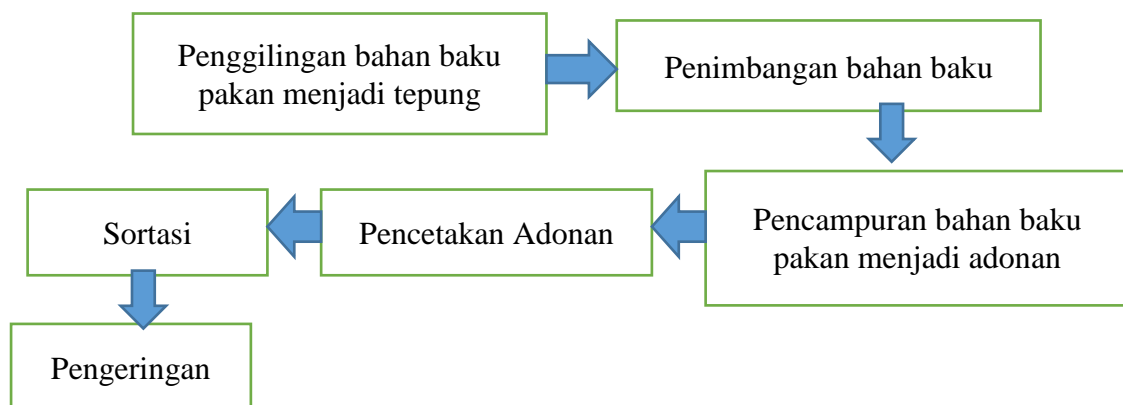 Penggilingan bahan baku
pakan menjadi tepung
Penimbangan bahan baku
Pencampuran bahan baku
pakan menjadi adonan
Pencetakan Adonan
Sortasi
Pengeringan